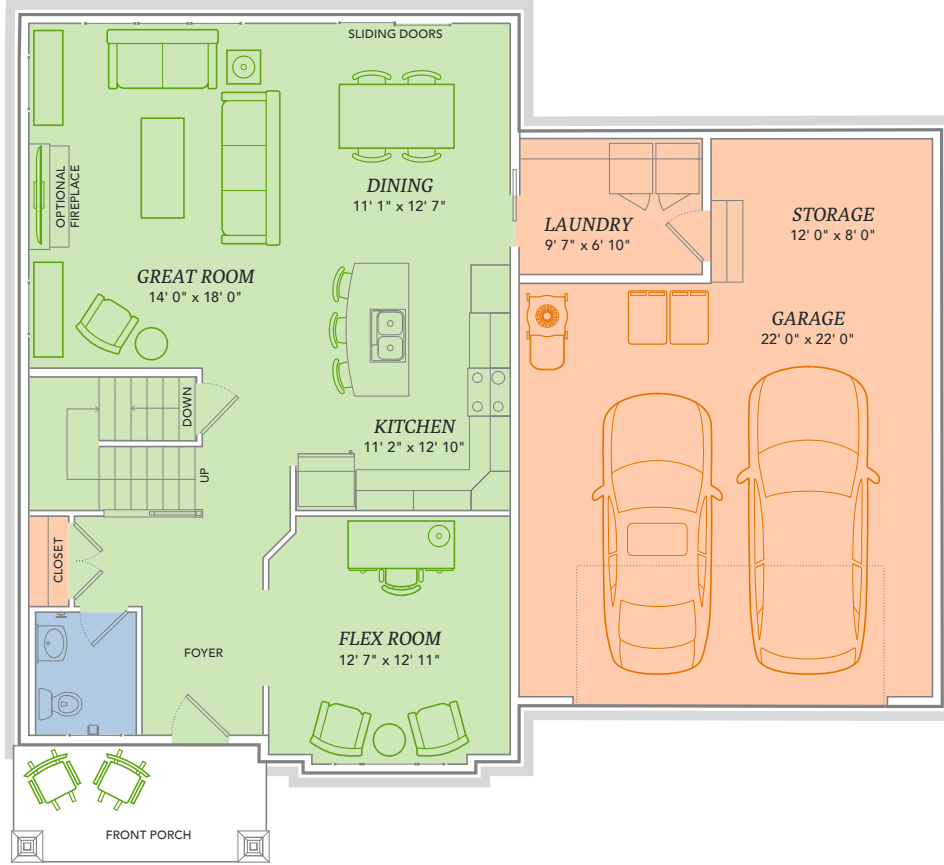 SLIDING DOORS
OPTIONAL
FIREPLACE
DINING
11' 1" x 12' 7"
LAUNDRY
9' 7" x 6' 10"
STORAGE
12' 0" x 8' 0"
GREAT ROOM
14' 0" x 18' 0"
GARAGE
22' 0" x 22' 0"
DOWN
KITCHEN
11' 2" x 12' 10"
UP
CLOSET
FLEX ROOM
12' 7" x 12' 11"
FOYER
FRONT PORCH